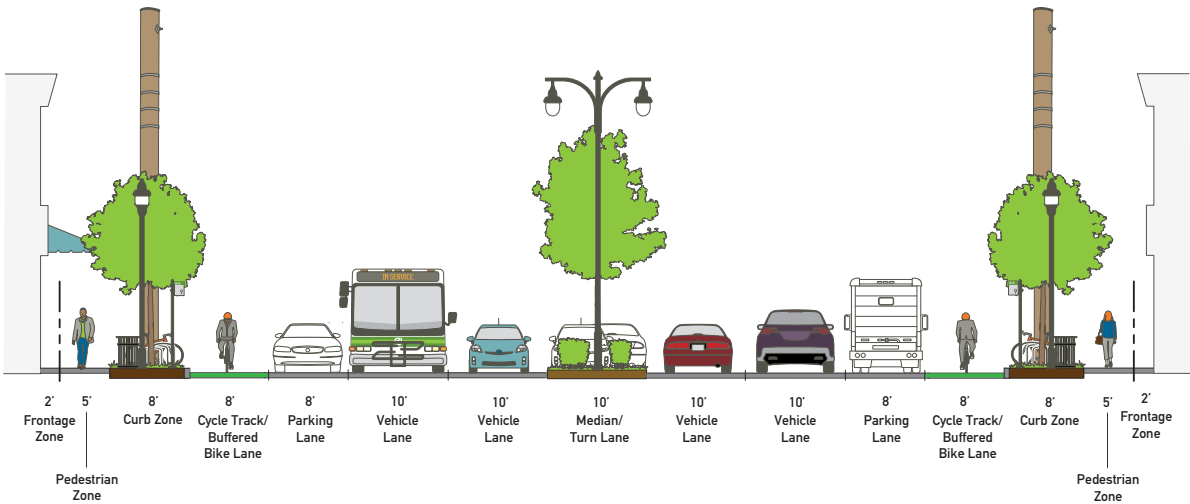 IN SERVICE
2’
Frontage
Zone
5’
Pedestrian
Zone
8’
Curb Zone
8’
Cycle Track/
Buffered
Bike Lane
8’
Parking
Lane
10’
Vehicle
Lane
10’
Vehicle
Lane
10’
Median/
Turn Lane
10’
Vehicle
Lane
10’
Vehicle
Lane
8’
Parking
Lane
8’
Cycle Track/
Buffered
Bike Lane
8’
Curb Zone
5’
Pedestrian
Zone
2’
Frontage
Zone